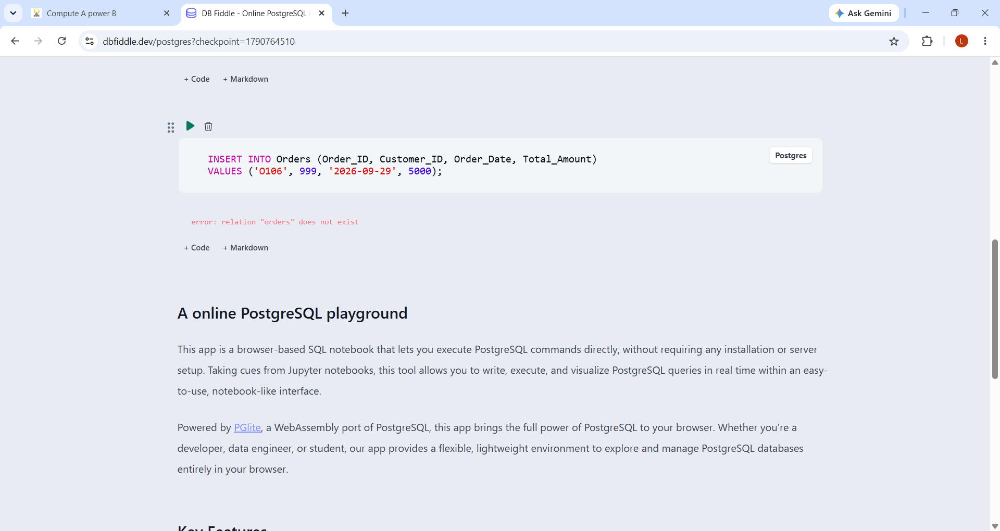 Compute A power B
DB Fiddle - Online PostgreSQL
Ask Gemini
dbfiddle.dev/postgres?checkpoint=1790764510
L
+ Code + Markdown
INSERT INTO Orders (Order_ID, Customer_ID, Order_Date, Total_Amount)
VALUES ('O106', 999, '2026-09-29', 5000);
Postgres
error: relation "orders" does not exist
+ Code + Markdown
A online PostgreSQL playground
This app is a browser-based SQL notebook that lets you execute PostgreSQL commands directly, without requiring any installation or server
setup. Taking cues from Jupyter notebooks, this tool allows you to write, execute, and visualize PostgreSQL queries in real time within an easy-
to-use, notebook-like interface.
Powered by PGlite, a WebAssembly port of PostgreSQL, this app brings the full power of PostgreSQL to your browser. Whether you're a
developer, data engineer, or student, our app provides a flexible, lightweight environment to explore and manage PostgreSQL databases
entirely in your browser.
Key Features